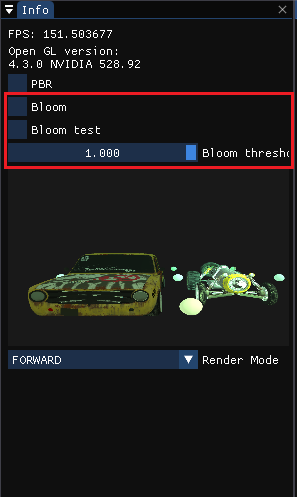 Info
FPS: 151.503677
Open GL version:
4.3.0 NVIDIA 528.92
PBR
Bloom
Bloom test
1.000 Bloom thresho
FORWARD Render Mode